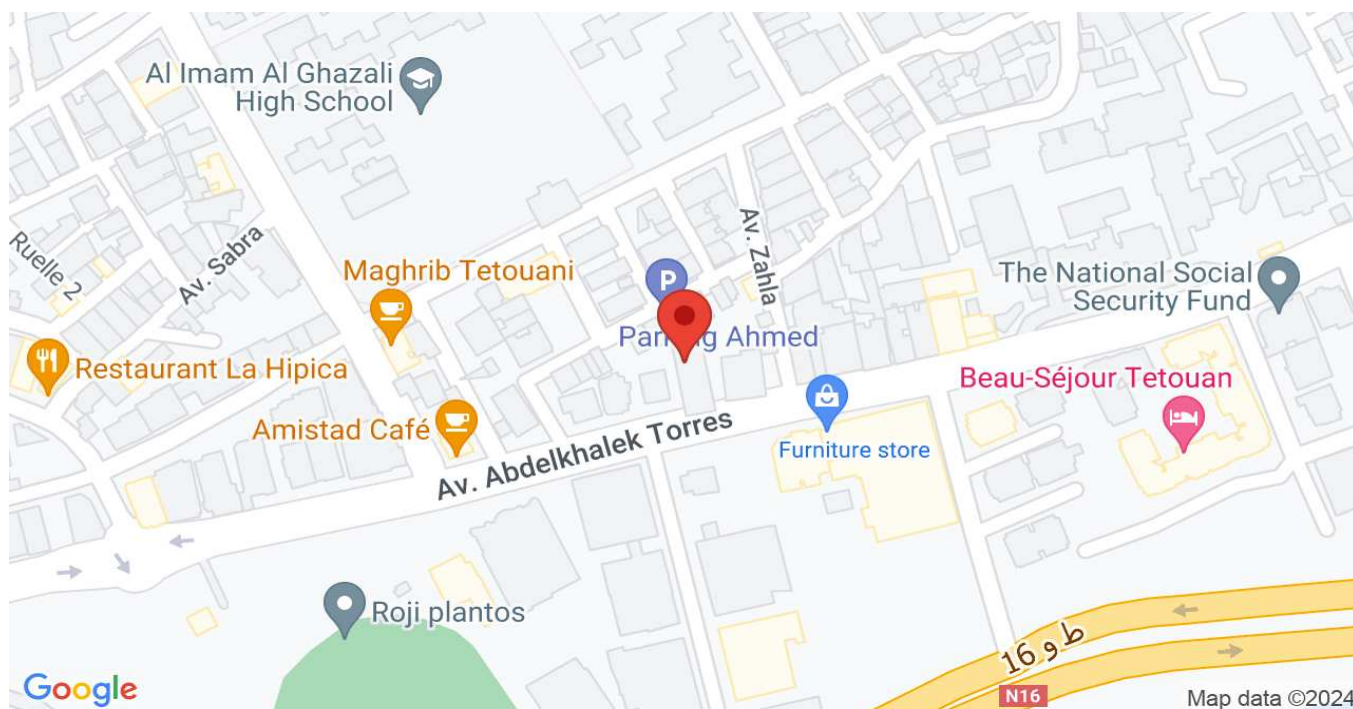 Al Imam Al Ghazali
High School
Ruelle 2
Av. Sabra
Maghrib Tetouani
P
Av. Zahla
The National Social
Security Fund
Restaurant La Hipica
Ahmed
Beau-Séjour Tetouan
Amistad Café
Av. Abdelkhalek Torres
Furniture store
Roji plantos
ط و 16
N16
Google
Map data ©2024